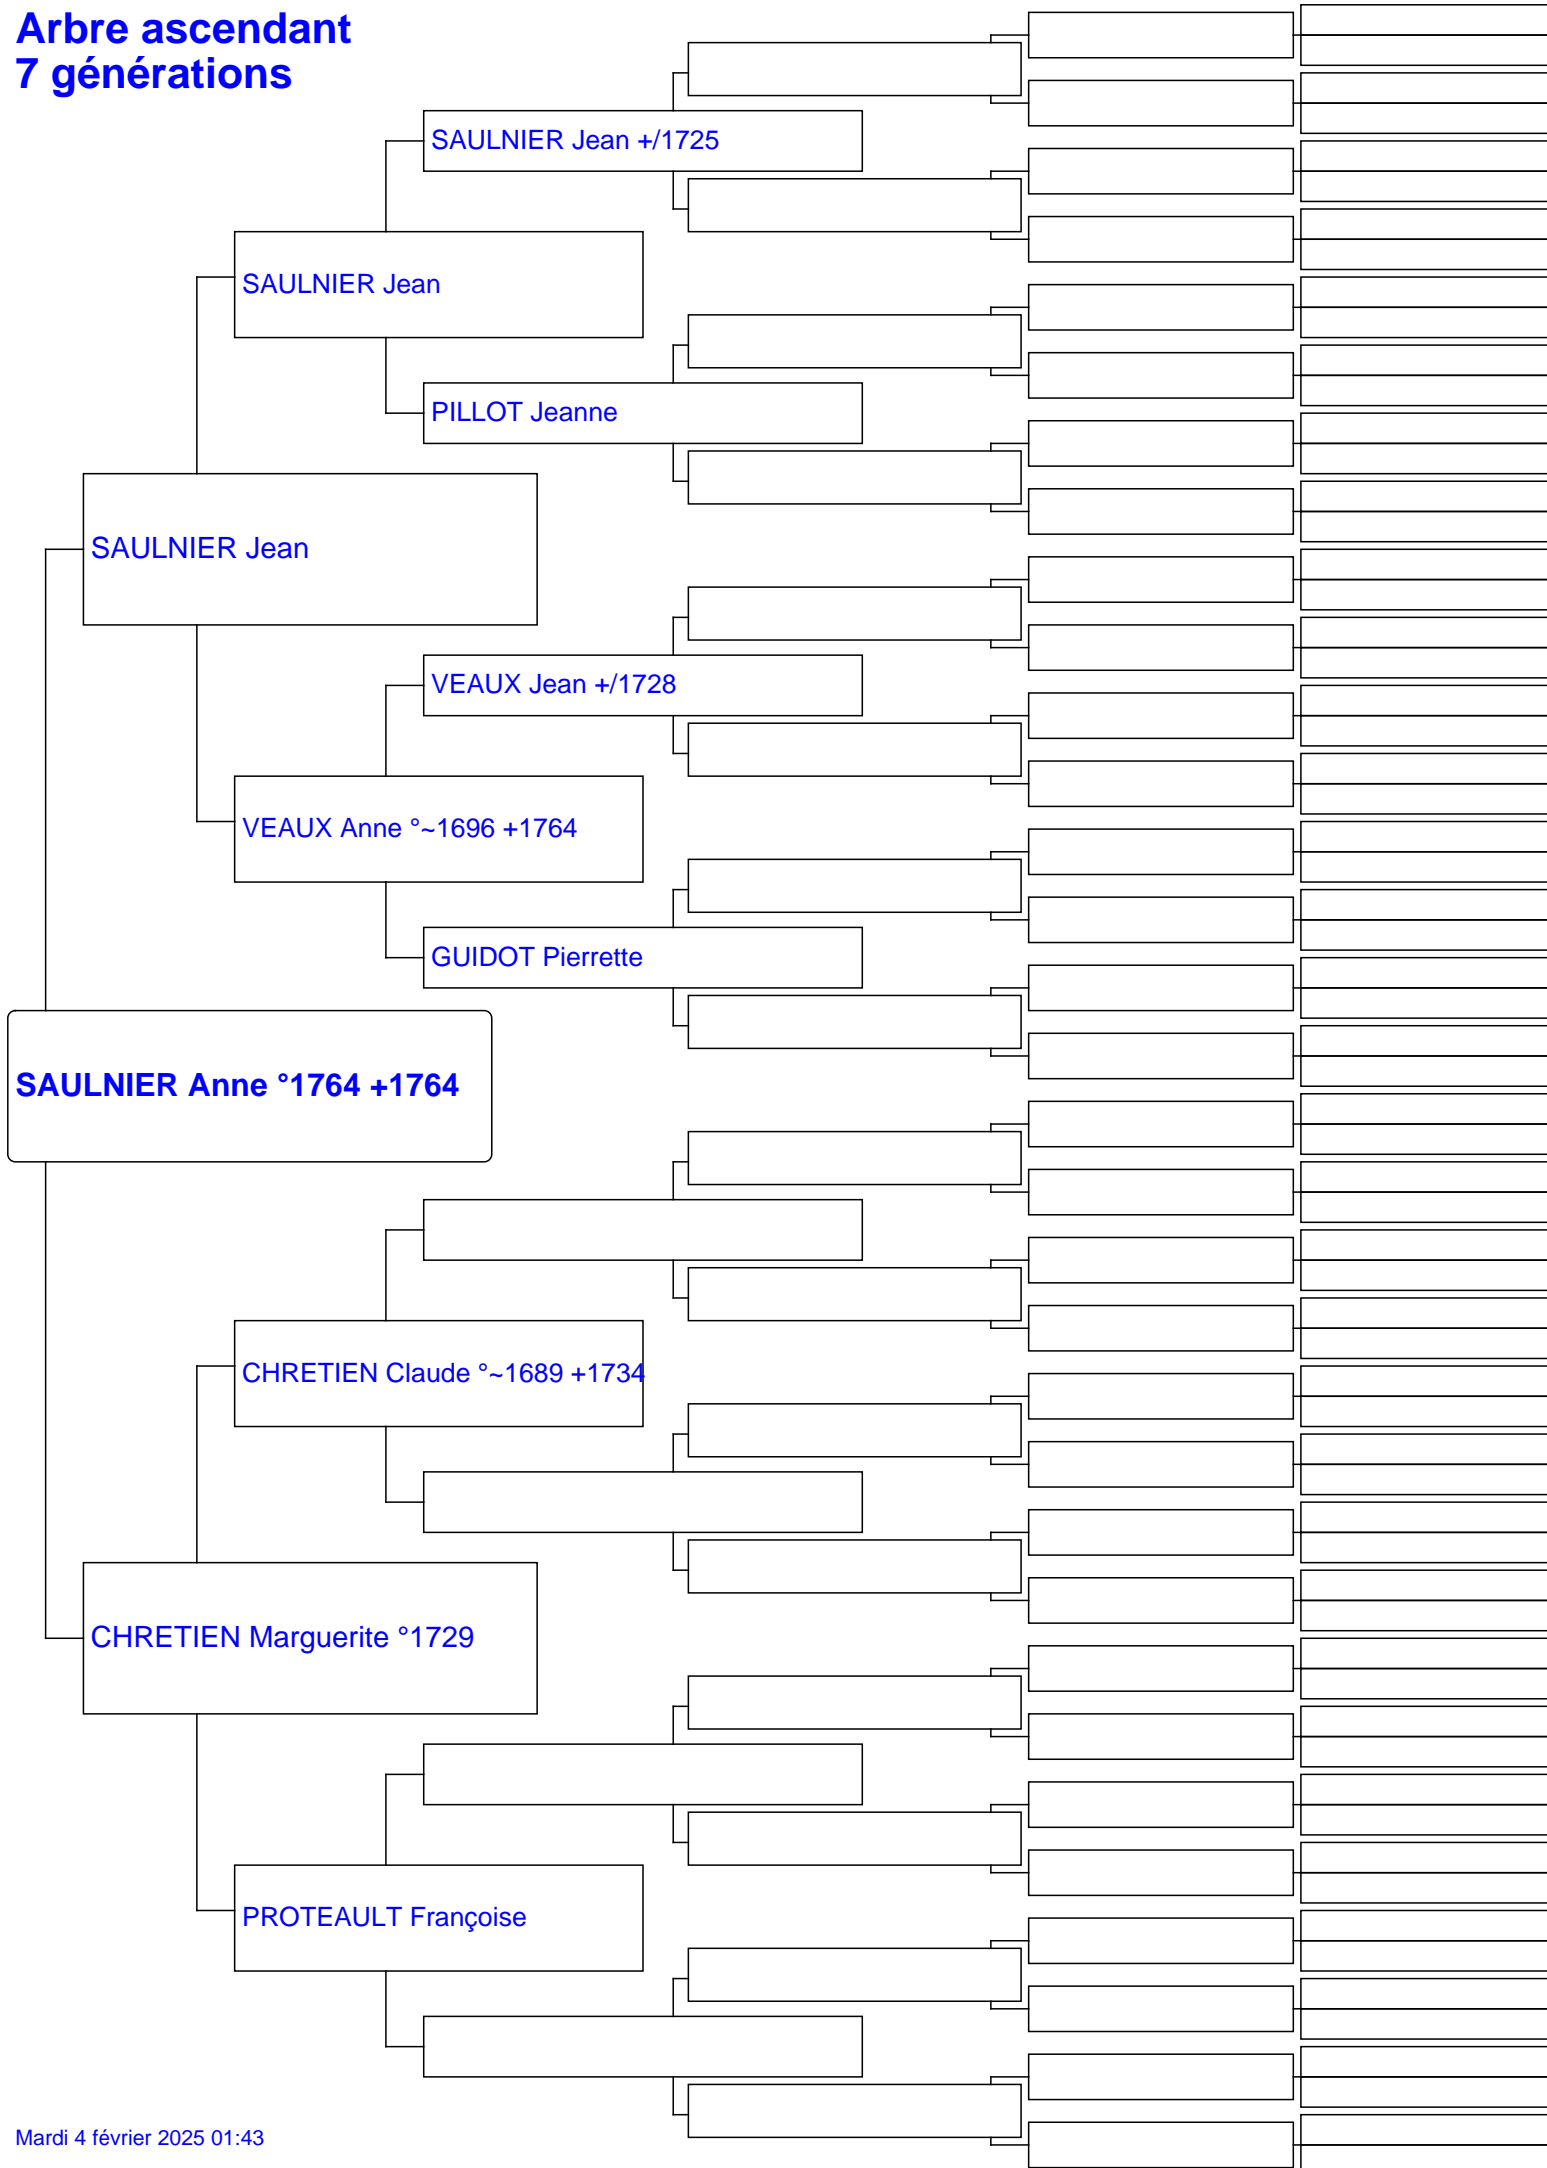 Arbre ascendant
7 générations
SAULNIER Jean +/1725
SAULNIER Jean
PILLOT Jeanne
SAULNIER Jean
VEAUX Jean +/1728
VEAUX Anne °~1696 +1764
GUIDOT Pierrette
SAULNIER Anne °1764 +1764
CHRETIEN Claude °~1689 +1734
CHRETIEN Marguerite °1729
PROTEAULT Françoise
Mardi 4 février 2025 01:43